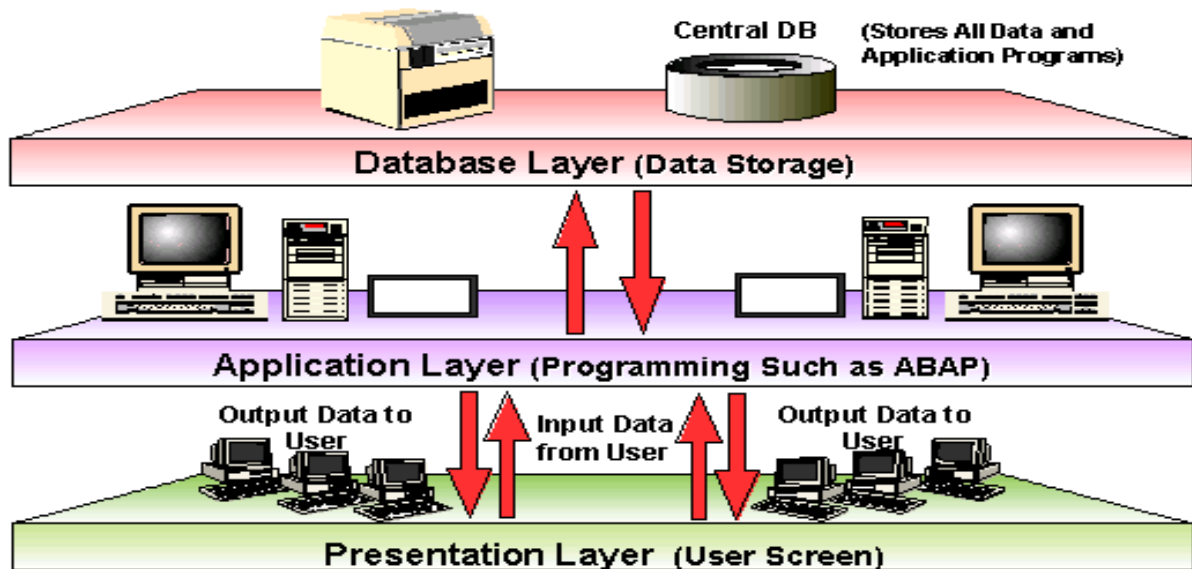 Central DB
(Stores All Data and
Application Programs)
Database Layer (Data Storage)
Application Layer (Programming Such as ABAP)
Output Data to
User
Input Data
from User
Output Data to
User
Presentation Layer (User Screen)